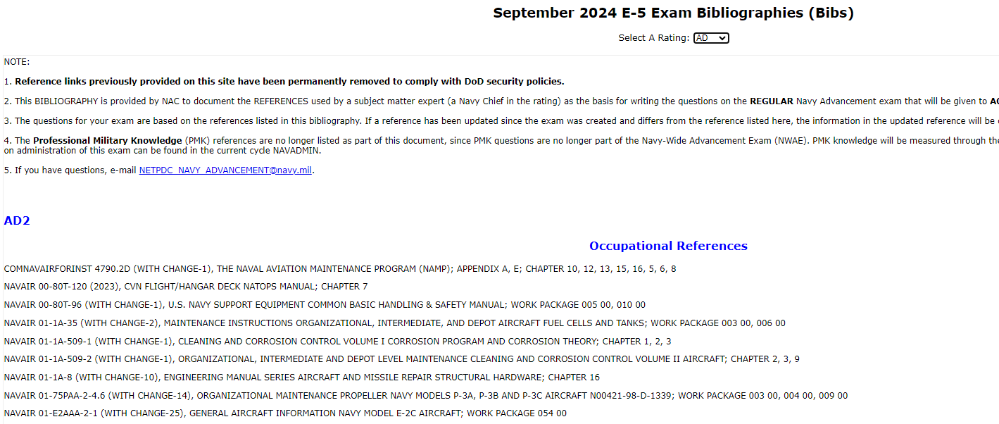 September 2024 E-5 Exam Bibliographies (Bibs)
Select A Rating: AD
NOTE:
1. Reference links previously provided on this site have been permanently removed to comply with DoD security policies.
2. This BIBLIOGRAPHY is provided by NAC to document the REFERENCES used by a subject matter expert (a Navy Chief in the rating) as the basis for writing the questions on the REGULAR Navy Advancement exam that will be given to
3. The questions for your exam are based on the references listed in this bibliography. If a reference has been updated since the exam was created and differs from the reference listed here, the information in the updated reference will be
4. The Professional Military Knowledge (PMK) references are no longer listed as part of this document, since PMK questions are no longer part of the Navy-Wide Advancement Exam (NWAE). PMK knowledge will be measured through the
on administration of this exam can be found in the current cycle NAVADMIN.
5. If you have questions, e-mail NETPDC_NAVY_ADVANCEMENT@navy.mil.
AD2
Occupational References
COMNAVAIRFORINST 4790.2D (WITH CHANGE-1), THE NAVAL AVIATION MAINTENANCE PROGRAM (NAMP); APPENDIX A, E; CHAPTER 10, 12, 13, 15, 16, 5, 6, 8
NAVAIR 00-80T-120 (2023), CVN FLIGHT/HANGAR DECK NATOPS MANUAL; CHAPTER 7
NAVAIR 00-80T-96 (WITH CHANGE-1), U.S. NAVY SUPPORT EQUIPMENT COMMON BASIC HANDLING & SAFETY MANUAL; WORK PACKAGE 005 00, 010 00
NAVAIR 01-1A-35 (WITH CHANGE-2), MAINTENANCE INSTRUCTIONS ORGANIZATIONAL, INTERMEDIATE, AND DEPOT AIRCRAFT FUEL CELLS AND TANKS; WORK PACKAGE 003 00, 006 00
NAVAIR 01-1A-509-1 (WITH CHANGE-1), CLEANING AND CORROSION CONTROL VOLUME I CORROSION PROGRAM AND CORROSION THEORY; CHAPTER 1, 2, 3
NAVAIR 01-1A-509-2 (WITH CHANGE-1), ORGANIZATIONAL, INTERMEDIATE AND DEPOT LEVEL MAINTENANCE CLEANING AND CORROSION CONTROL VOLUME II AIRCRAFT; CHAPTER 2, 3, 9
NAVAIR 01-1A-8 (WITH CHANGE-10), ENGINEERING MANUAL SERIES AIRCRAFT AND MISSILE REPAIR STRUCTURAL HARDWARE; CHAPTER 16
NAVAIR 01-75PAA-2-4.6 (WITH CHANGE-14), ORGANIZATIONAL MAINTENANCE PROPELLER NAVY MODELS P-3A, P-3B AND P-3C AIRCRAFT N00421-98-D-1339; WORK PACKAGE 003 00, 004 00, 009 00
NAVAIR 01-E2AAA-2-1 (WITH CHANGE-25), GENERAL AIRCRAFT INFORMATION NAVY MODEL E-2C AIRCRAFT; WORK PACKAGE 054 00